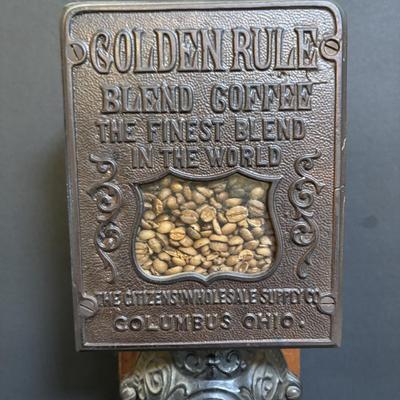 GOLDEN RULE
BLEND COFFEE
THE FINEST BLEND
IN THE WORLD
THE CITIZENS WHOLESALE SUPPLY CO.
COLUMBUS OHIO.